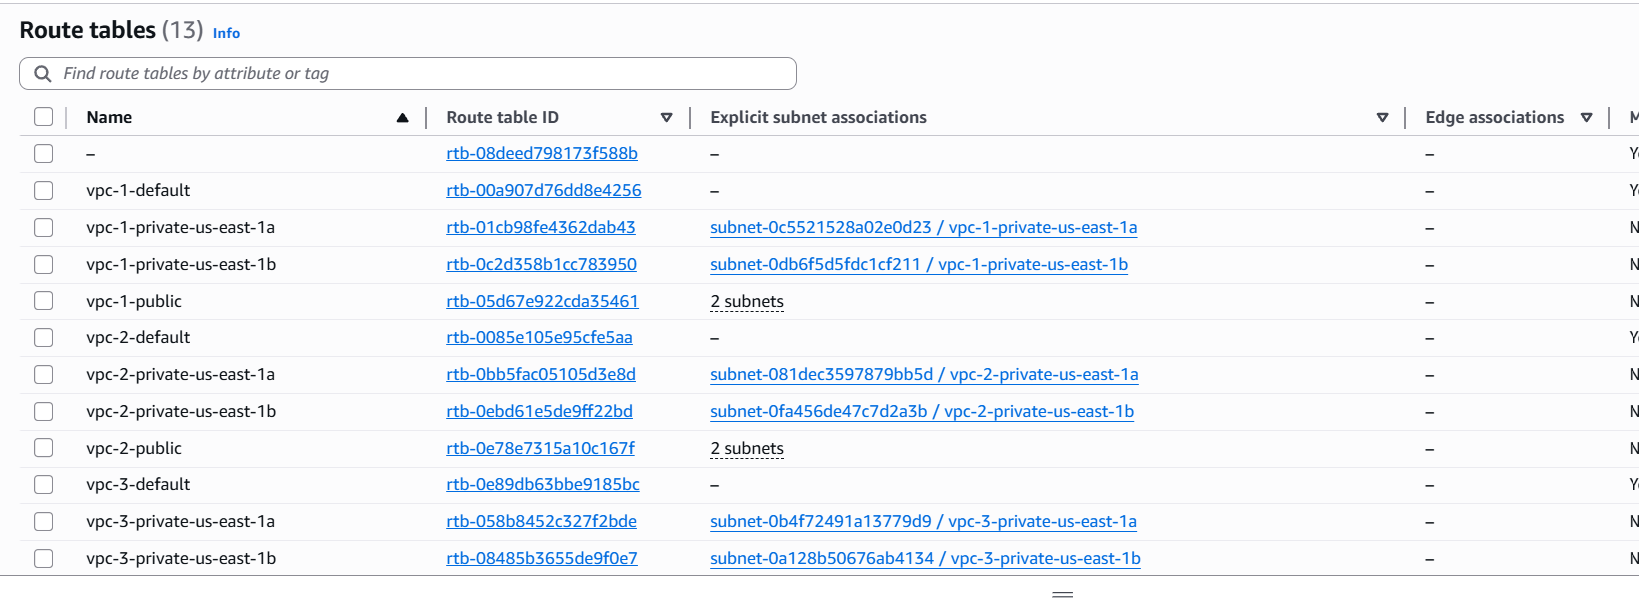 Route tables (13) Info
Find route tables by attribute or tag
Name Route table ID Explicit subnet associations Edge associations M
– rtb-08deed798173f588b – – Y
vpc-1-default rtb-00a907d76dd8e4256 – – Y
vpc-1-private-us-east-1a rtb-01cb98fe4362dab43 subnet-0c5521528a02e0d23 / vpc-1-private-us-east-1a – N
vpc-1-private-us-east-1b rtb-0c2d358b1cc783950 subnet-0db6f5d5fdc1cf211 / vpc-1-private-us-east-1b – N
vpc-1-public rtb-05d67e922cda35461 2 subnets – N
vpc-2-default rtb-0085e105e95cfe5aa – – Y
vpc-2-private-us-east-1a rtb-0bb5fac05105d3e8d subnet-081dec3597879bb5d / vpc-2-private-us-east-1a – N
vpc-2-private-us-east-1b rtb-0ebd61e5de9ff22bd subnet-0fa456de47c7d2a3b / vpc-2-private-us-east-1b – N
vpc-2-public rtb-0e78e7315a10c167f 2 subnets – N
vpc-3-default rtb-0e89db63bbe9185bc – – Y
vpc-3-private-us-east-1a rtb-058b8452c327f2bde subnet-0b4f72491a13779d9 / vpc-3-private-us-east-1a – N
vpc-3-private-us-east-1b rtb-08485b3655de9f0e7 subnet-0a128b50676ab4134 / vpc-3-private-us-east-1b – N